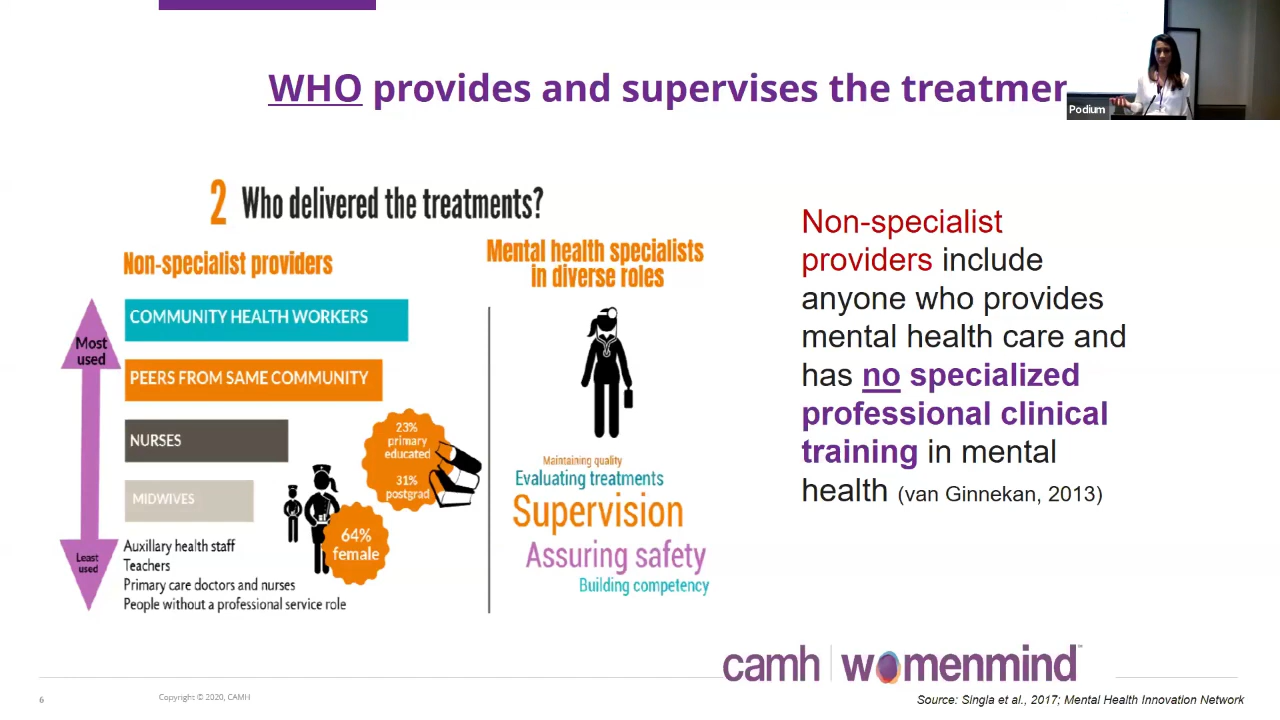 WHO provides and supervises the treatmer
Podium
2 Who delivered the treatments?
Non-specialist providers
Most
used
COMMUNITY HEALTH WORKERS
PEERS FROM SAME COMMUNITY
NURSES
MIDWIVES
23%
primary
educated
31%
postgrad
64%
female
Least
used
Auxillary health staff
Teachers
Primary care doctors and nurses
People without a professional service role
Mental health specialists
in diverse roles
Maintaining quality
Evaluating treatments
Supervision
Assuring safety
Building competency
Non-specialist
providers include
anyone who provides
mental health care and
has no specialized
professional clinical
training in mental
health (van Ginnekan, 2013)
camh | womenmind™
6
Copyright © 2020, CAMH
Source: Singla et al., 2017; Mental Health Innovation Network